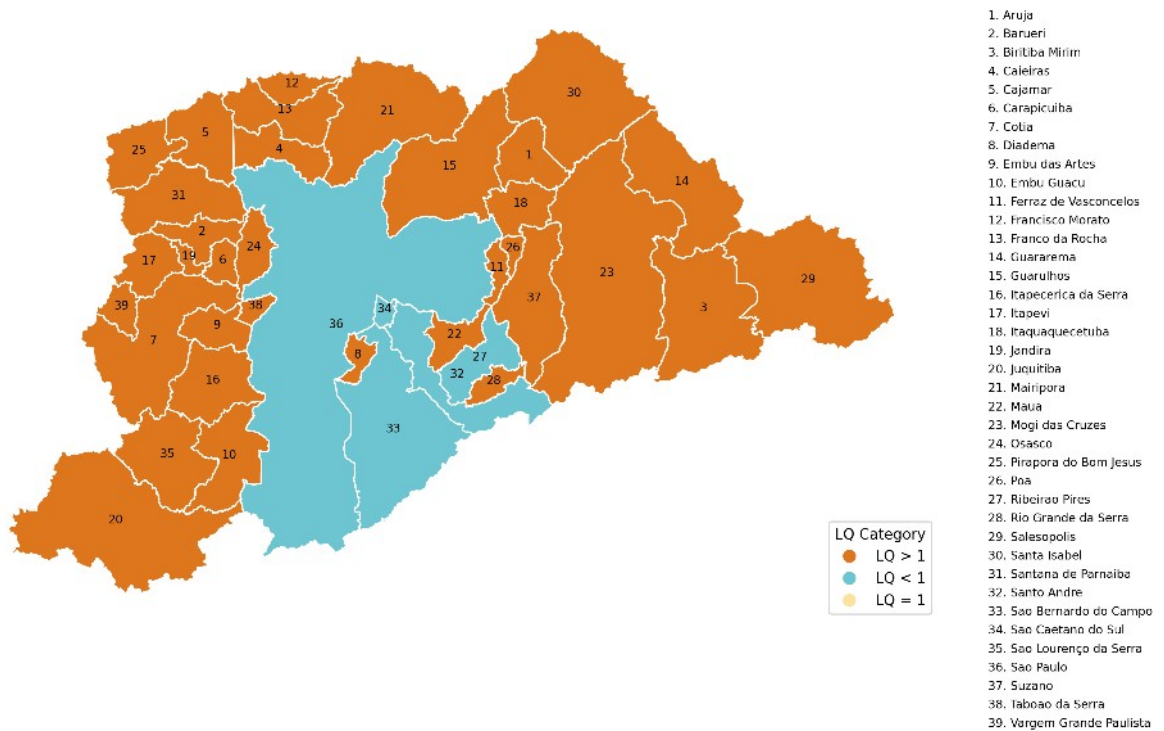 12
13
21
30
5
25
4
15
1
14
31
18
2
24
26
17
19
6
11
23
29
37
39
38
34
3
9
36
7
22
8
27
16
32
28
33
35
10
20
LQ Category
LQ > 1
LQ < 1
LQ = 1
1. Aruja
2. Barueri
3. Biritiba Mirim
4. Caieiras
5. Cajamar
6. Carapicuiba
7. Cotia
8. Diadema
9. Embu das Artes
10. Embu Guacu
11. Ferraz de Vasconcelos
12. Francisco Morato
13. Franco da Rocha
14. Guararema
15. Guarulhos
16. Itapecerica da Serra
17. Itapevi
18. Itaquaquecetuba
19. Jandira
20. Juquitiba
21. Mairipora
22. Maua
23. Mogi das Cruzes
24. Osasco
25. Pirapora do Bom Jesus
26. Poa
27. Ribeirao Pires
28. Rio Grande da Serra
29. Salesopolis
30. Santa Isabel
31. Santana de Parnaiba
32. Santo Andre
33. Sao Bernardo do Campo
34. Sao Caetano do Sul
35. Sao Lourenço da Serra
36. Sao Paulo
37. Suzano
38. Taboao da Serra
39. Vargem Grande Paulista